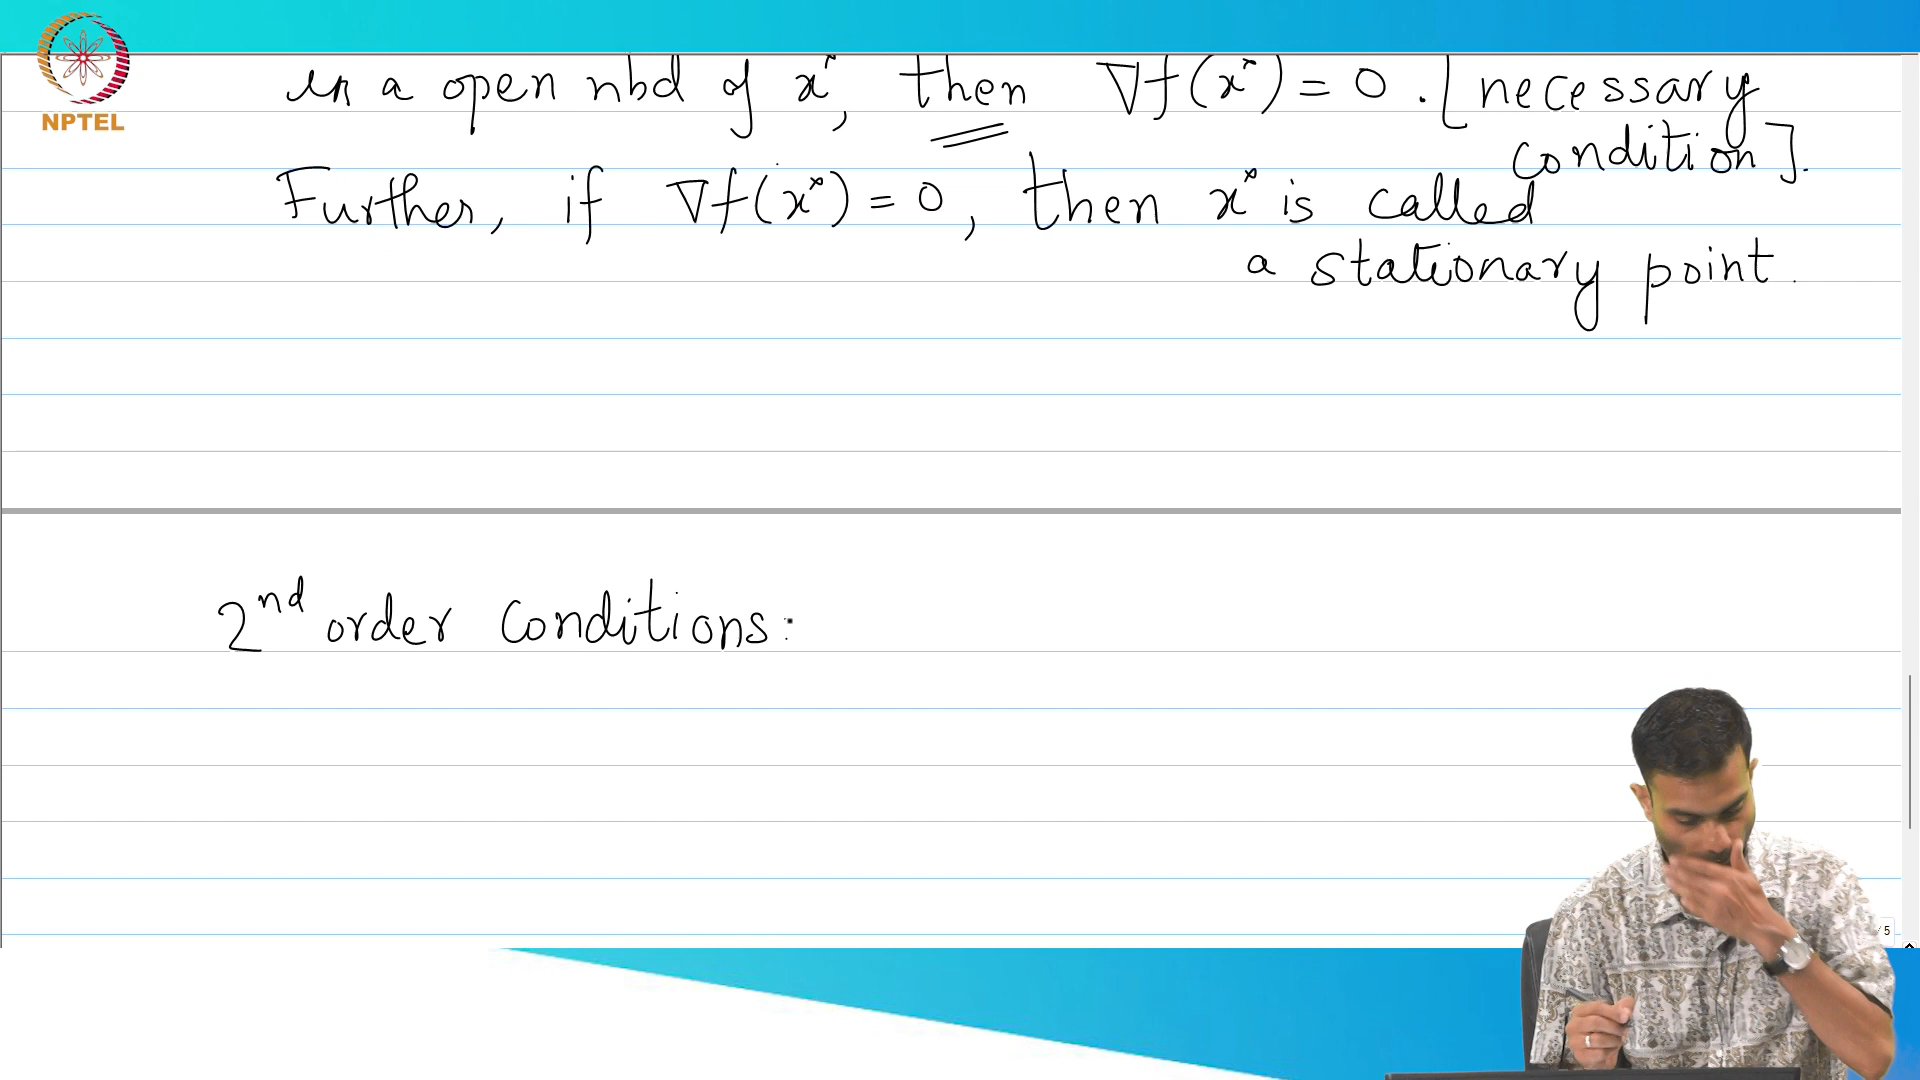 NPTEL
in a open nbd of x*, then ∇f(x*) = 0 . [necessary
condition].
Further, if ∇f(x*) = 0, then x* is called
a stationary point.
2nd order conditions:
5